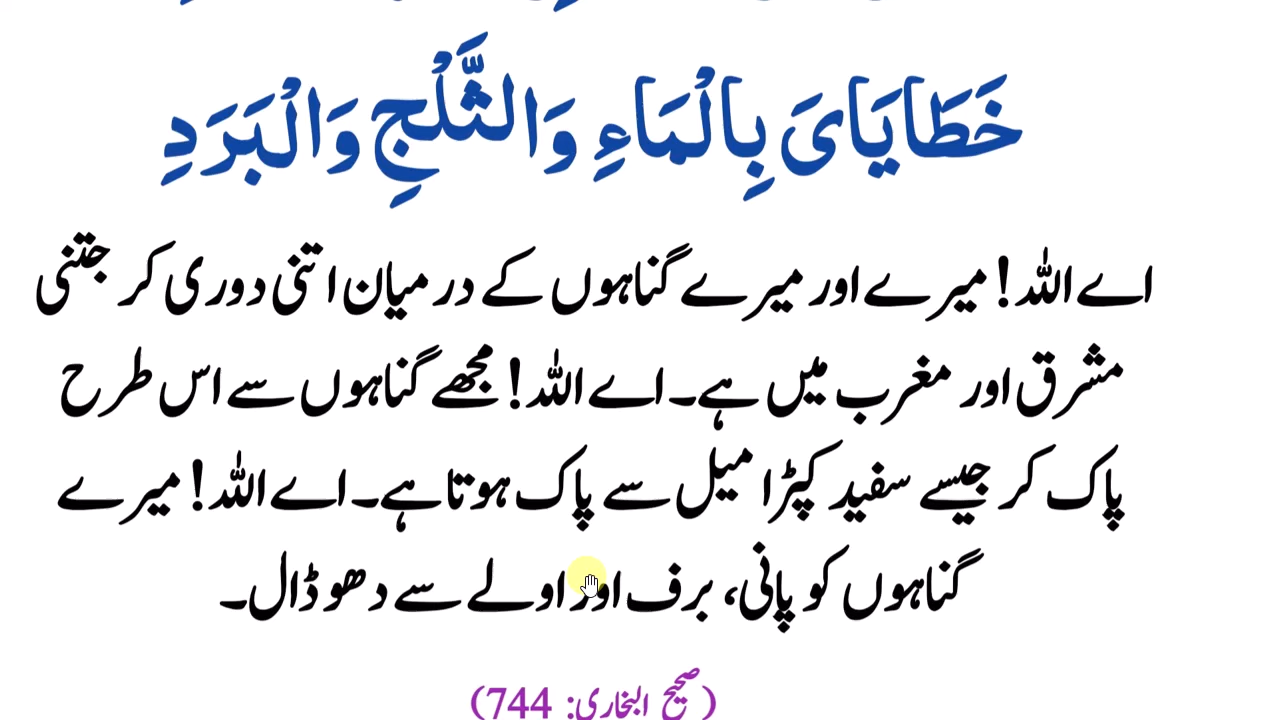 خَطَايَايَ بِالْمَاءِ وَالثَّلْجِ وَالْبَرَدِ
اے اللہ! میرے اور میرے گناہوں کے درمیان اتنی دوری کر جتنی
مشرق اور مغرب میں ہے۔ اے اللہ! مجھے گناہوں سے اس طرح
پاک کر جیسے سفید کپڑا میل سے پاک ہوتا ہے۔ اے اللہ! میرے
گناہوں کو پانی، برف اور اولے سے دھو ڈال۔
(صحیح البخاری: 744)